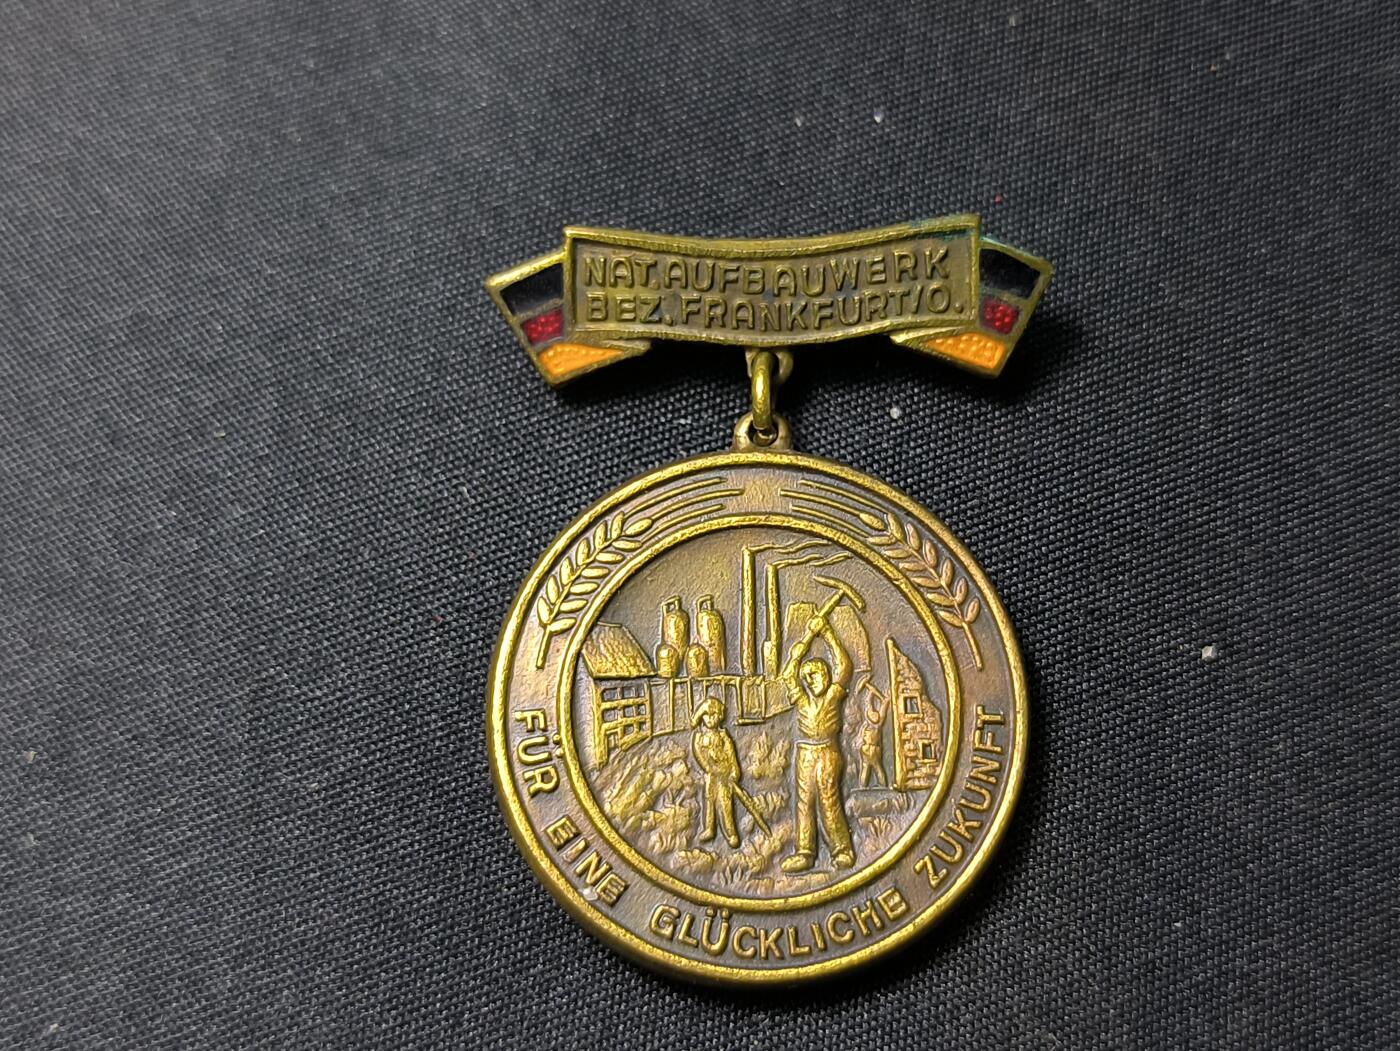 NAT. AUFBAUWERK
BEZ. FRANKFURT/O.
FÜR EINE GLÜCKLICHE ZUKUNFT